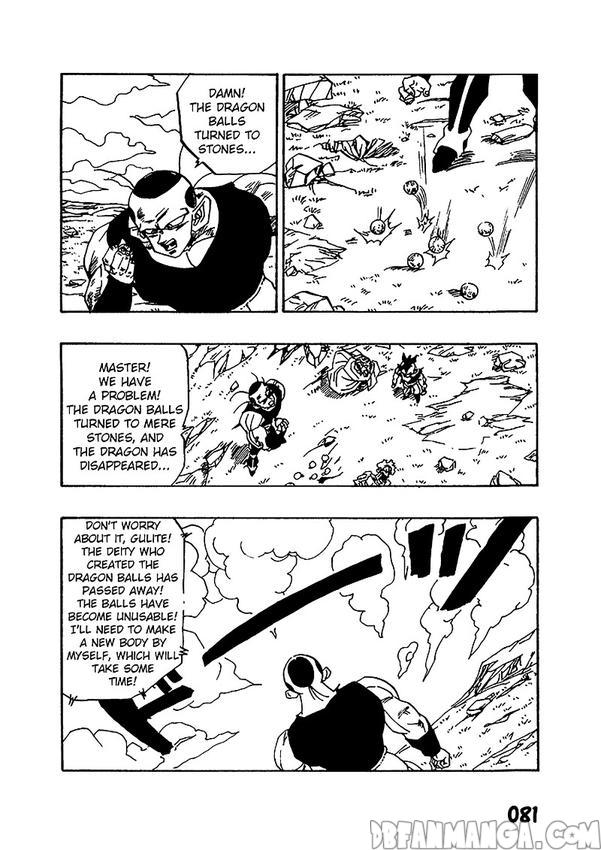 DAMN!
THE DRAGON
BALLS
TURNED TO
STONES...
MASTER!
WE HAVE
A PROBLEM!
THE DRAGON BALLS
TURNED TO MERE
STONES, AND
THE DRAGON HAS
DISAPPEARED...
DON'T WORRY
ABOUT IT, GULITE!
THE DEITY WHO
CREATED THE
DRAGON BALLS HAS
PASSED AWAY!
THE BALLS HAVE
BECOME UNUSABLE!
I'LL NEED TO MAKE
A NEW BODY BY
MYSELF, WHICH WILL
TAKE SOME
TIME!
081
DBFANMANGA.COM